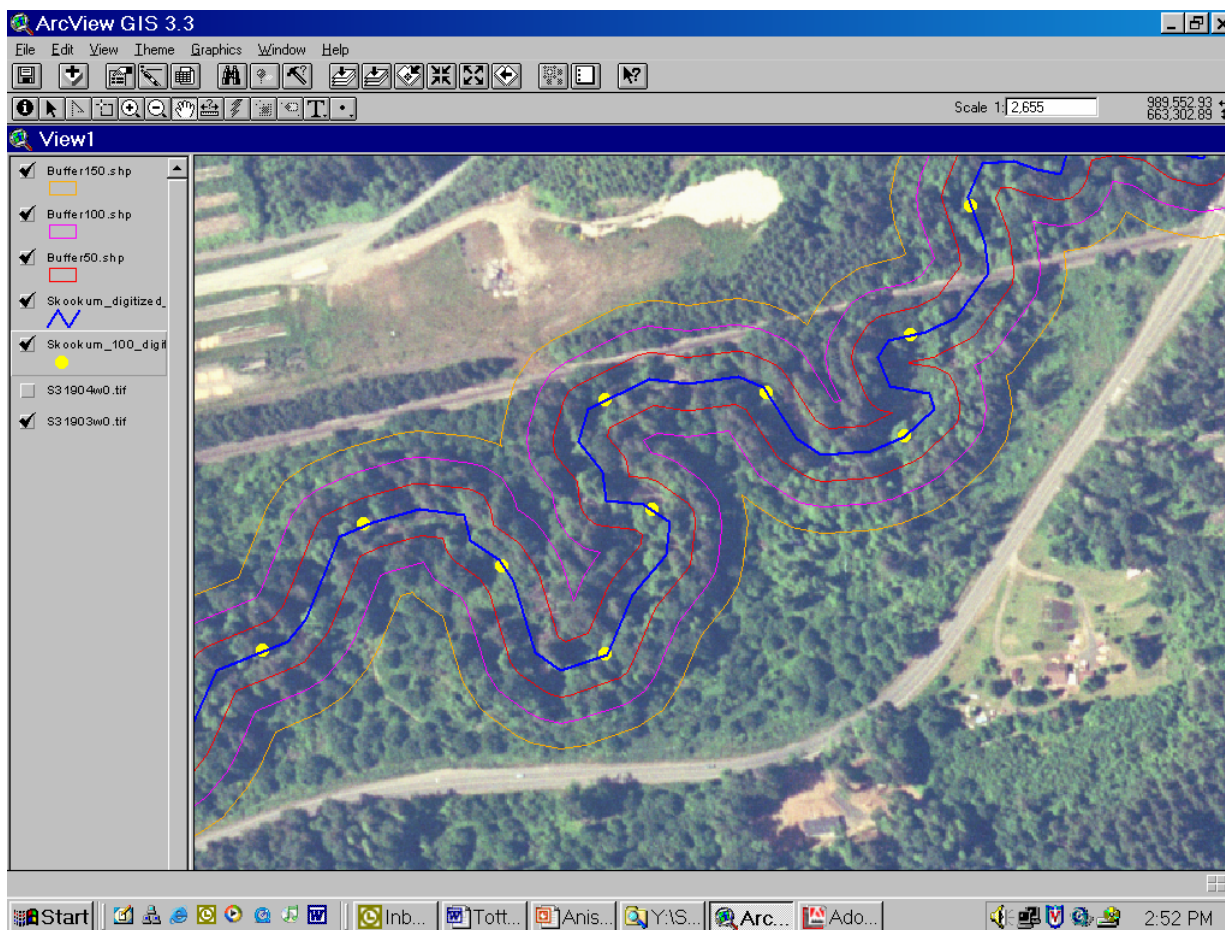 ArcView GIS 3.3
File Edit View Theme Graphics Window Help
Scale 1: 2,655
989,552.93
663,302.89
View1
Buffer150.shp
Buffer100.shp
Buffer50.shp
Skookum_digitized_
Skookum_100_digit
S31904w0.tif
S31903w0.tif
Start
Inb...
Tott...
Anis...
Y:\S...
Arc...
Ado...
2:52 PM